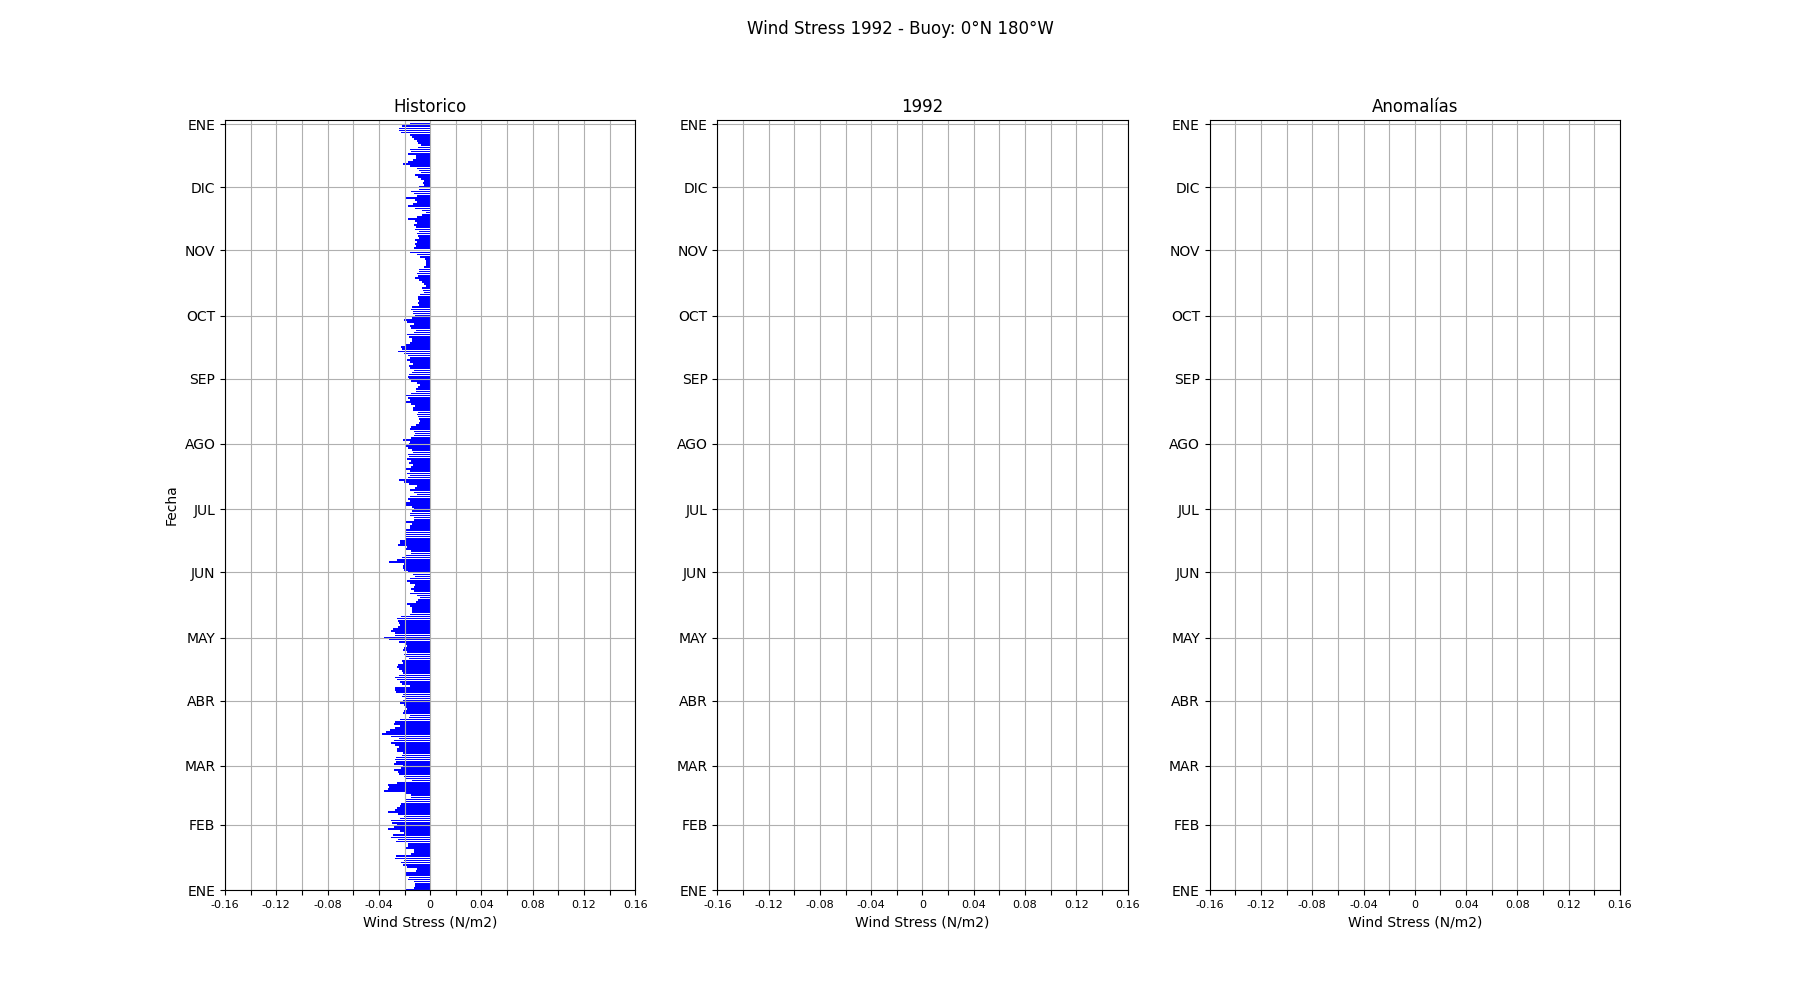 Wind Stress 1992 - Buoy: 0°N 180°W
Historico
ENE
DIC
NOV
OCT
SEP
AGO
JUL
JUN
MAY
ABR
MAR
FEB
ENE
Fecha
-0.16 -0.12 -0.08 -0.04 0 0.04 0.08 0.12 0.16
Wind Stress (N/m2)
1992
ENE
DIC
NOV
OCT
SEP
AGO
JUL
JUN
MAY
ABR
MAR
FEB
ENE
-0.16 -0.12 -0.08 -0.04 0 0.04 0.08 0.12 0.16
Wind Stress (N/m2)
Anomalías
ENE
DIC
NOV
OCT
SEP
AGO
JUL
JUN
MAY
ABR
MAR
FEB
ENE
-0.16 -0.12 -0.08 -0.04 0 0.04 0.08 0.12 0.16
Wind Stress (N/m2)